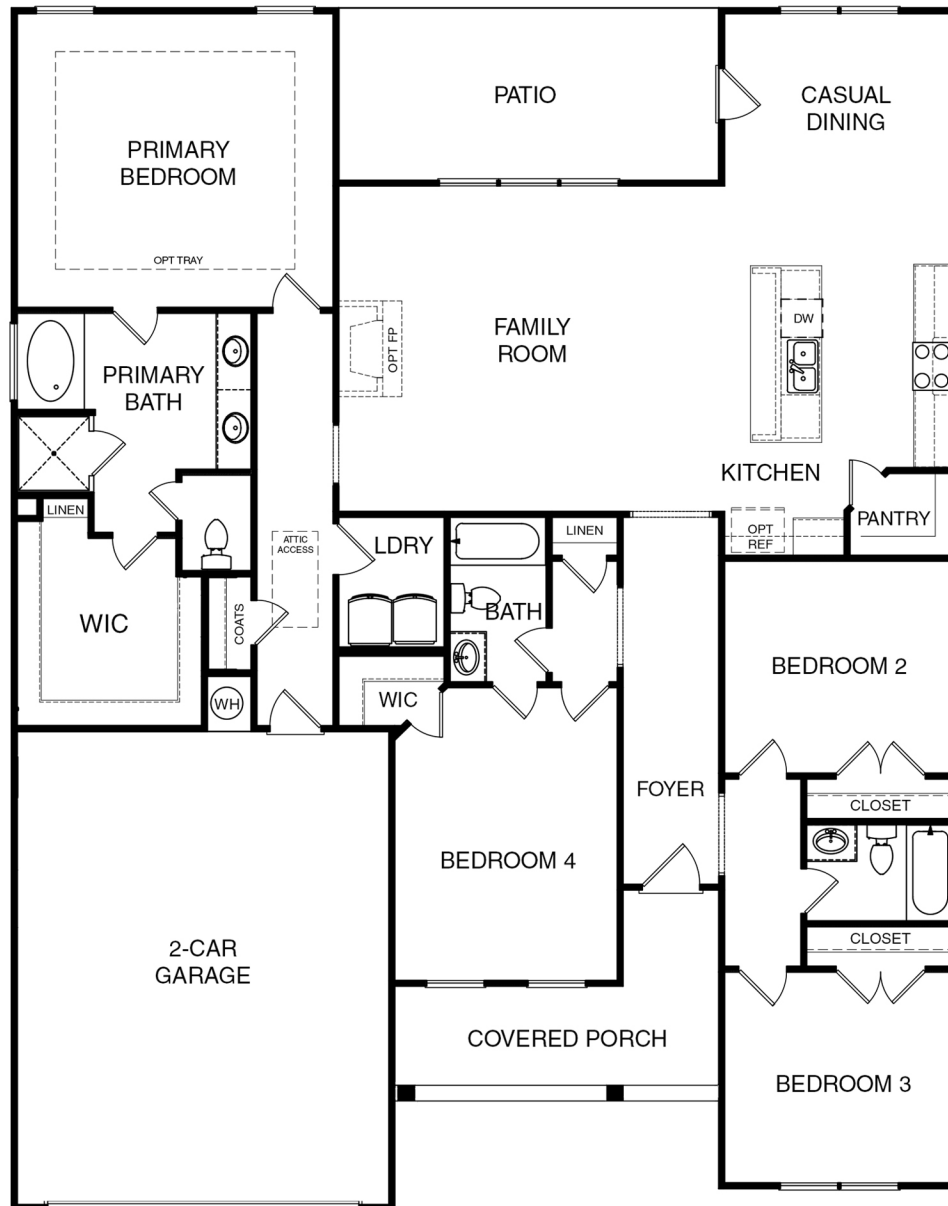 PATIO
CASUAL
DINING
PRIMARY
BEDROOM
OPT TRAY
DW
FAMILY
ROOM
OPT FP
PRIMARY
BATH
KITCHEN
LINEN
PANTRY
OPT
REF
ATTIC
ACCESS
LDRY
LINEN
BATH
WIC
COATS
BEDROOM 2
WIC
WH
FOYER
CLOSET
BEDROOM 4
2-CAR
GARAGE
CLOSET
COVERED PORCH
BEDROOM 3